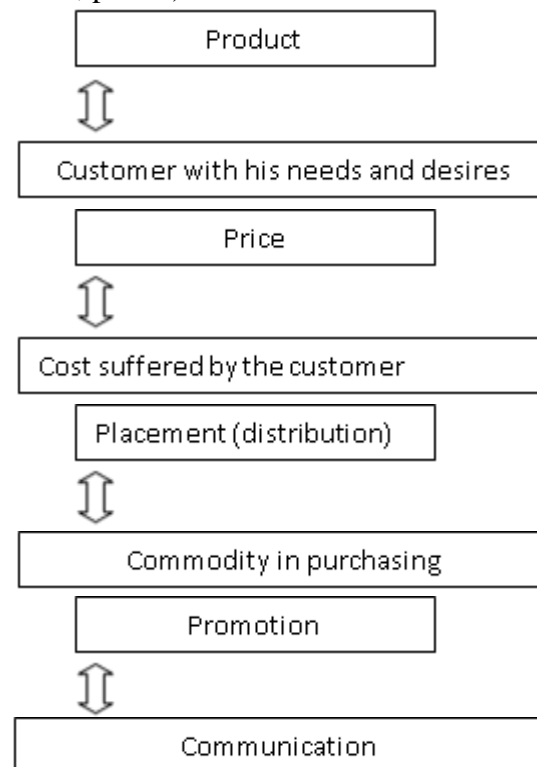 Product
Customer with his needs and desires
Price
Cost suffered by the customer
Placement (distribution)
Commodity in purchasing
Promotion
Communication